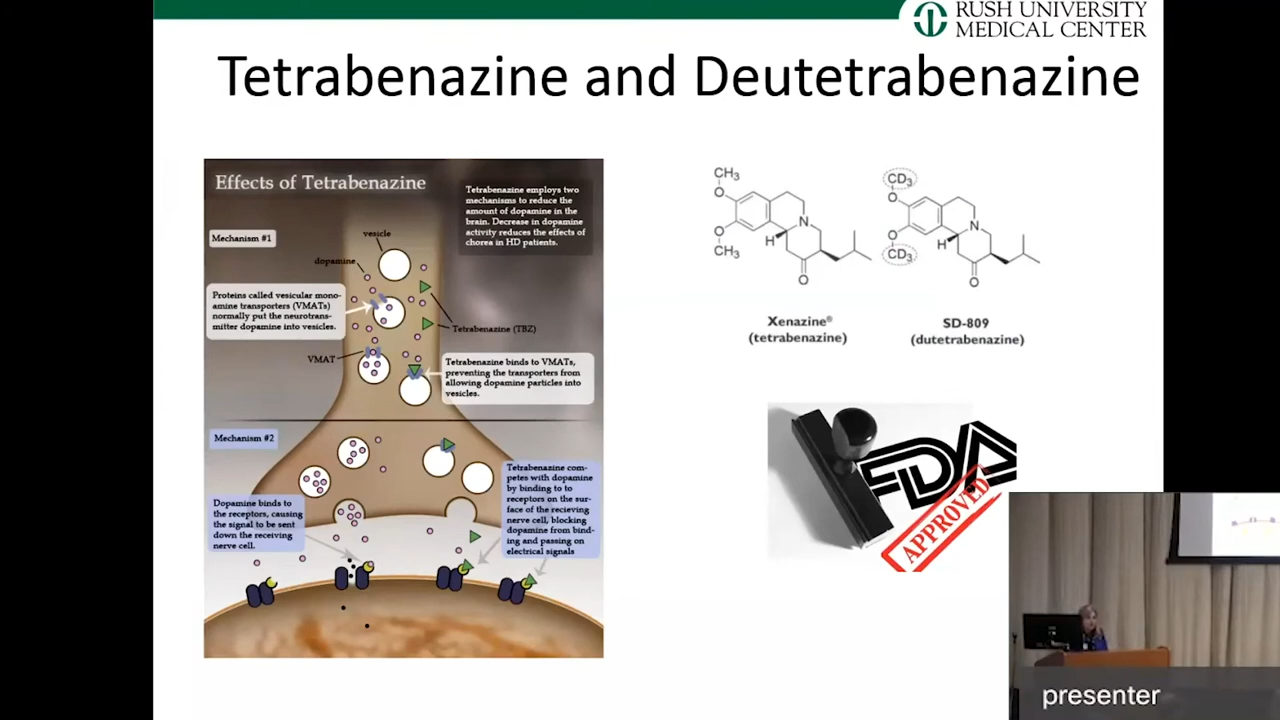 RUSH UNIVERSITY
MEDICAL CENTER
Tetrabenazine and Deutetrabenazine
Effects of Tetrabenazine
Tetrabenazine employs two
mechanisms to reduce the
amount of dopamine in the
brain. Decrease in dopamine
activity reduces the effects of
chorea in HD patients.
Mechanism #1
vesicle
dopamine
Proteins called vesicular mono-
amine transporters (VMATs)
normally put the neurotrans-
mitter dopamine into vesicles.
Tetrabenazine (TBZ)
VMAT
Tetrabenazine binds to VMATs,
preventing the transporters from
allowing dopamine particles into
vesicles.
Mechanism #2
Dopamine binds to
the receptors, causing
the signal to be sent
down the receiving
nerve cell.
Tetrabenazine com-
petes with dopamine
by binding to to
receptors on the sur-
face of the recieving
nerve cell, blocking
dopamine from bind-
ing and passing on
electrical signals
CH3
O
O
CH3
N
H
O
Xenazine®
(tetrabenazine)
CD3
O
O
CD3
N
H
O
SD-809
(dutetrabenazine)
FDA
APPROVED
presenter